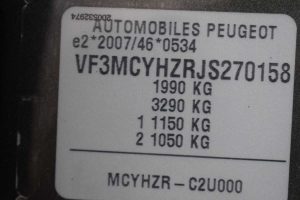 200532974
AUTOMOBILES PEUGEOT
e2*2007/46*0534
VF3MCYHZRJS270158
1990 KG
3290 KG
1 1150 KG
2 1050 KG
MCYHZR-C2U000